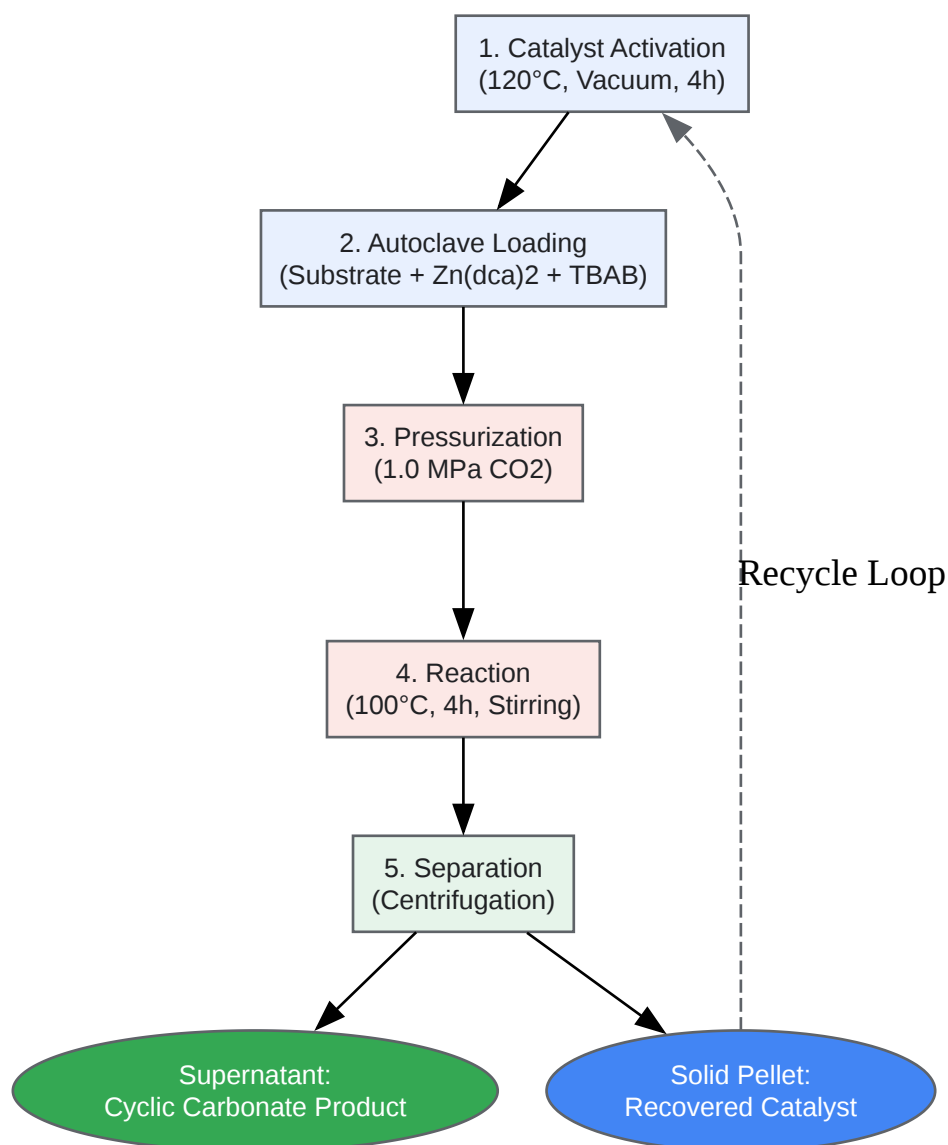 1. Catalyst Activation
(120°C, Vacuum, 4h)
2. Autoclave Loading
(Substrate + Zn(dca)2 + TBAB)
3. Pressurization
(1.0 MPa CO2)
Recycle Loop
4. Reaction
(100°C, 4h, Stirring)
5. Separation
(Centrifugation)
Supernatant:
Cyclic Carbonate Product
Solid Pellet:
Recovered Catalyst